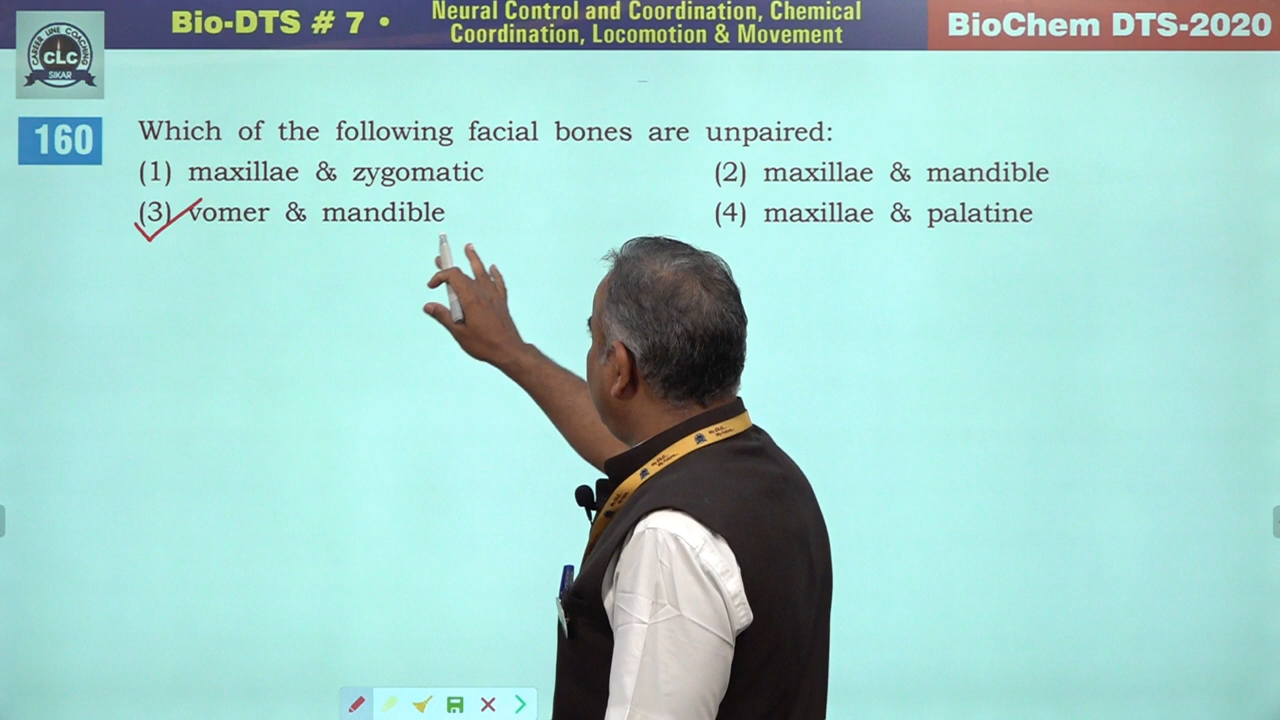 Bio-DTS # 7 •
Neural Control and Coordination, Chemical
Coordination, Locomotion & Movement
BioChem DTS-2020
CAREER LINE COACHING
CLC
SIKAR
160
Which of the following facial bones are unpaired:
(1) maxillae & zygomatic
(2) maxillae & mandible
(3) vomer & mandible
(4) maxillae & palatine